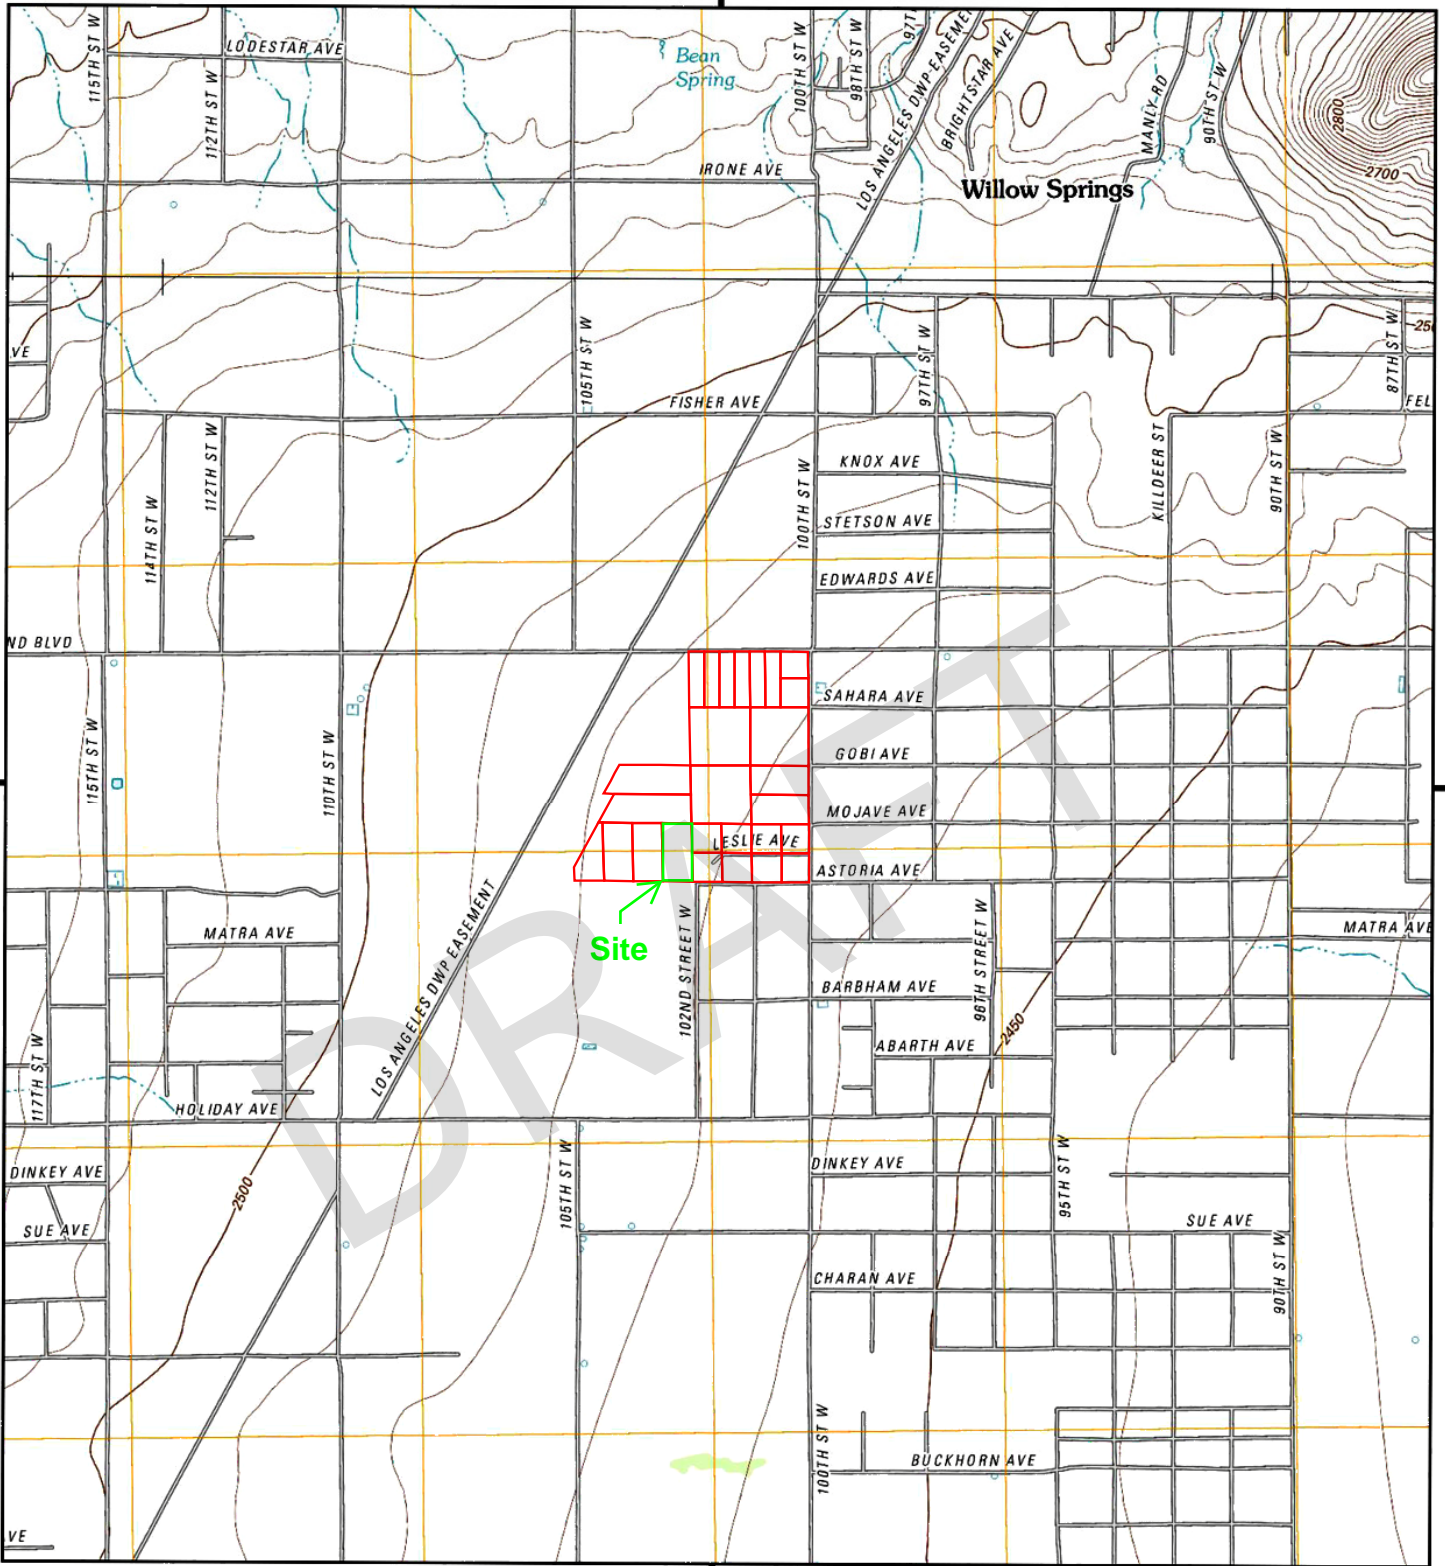 115TH ST W
LODESTAR AVE
112TH ST W
Bean
Spring
100TH ST W
98TH ST W
97TH
LOS ANGELES DWP EASEMENT
BRIGHTSTAR AVE
MANLY RD
90TH ST W
2800
2700
IRONE AVE
Willow Springs
VE
105TH ST W
97TH ST W
87TH ST W
250
FISHER AVE
FEL
112TH ST W
114TH ST W
100TH ST W
KNOX AVE
KILLDEER ST
90TH ST W
STETSON AVE
EDWARDS AVE
ND BLVD
SAHARA AVE
115TH ST W
110TH ST W
GOBI AVE
MOJAVE AVE
LESLIE AVE
ASTORIA AVE
Site
MATRA AVE
LOS ANGELES DWP EASEMENT
102ND STREET W
96TH STREET W
MATRA AVE
BARBHAM AVE
2450
117TH ST W
ABARTH AVE
HOLIDAY AVE
DRAFT
DINKEY AVE
2500
105TH ST W
DINKEY AVE
95TH ST W
SUE AVE
SUE AVE
CHARAN AVE
90TH ST W
100TH ST W
BUCKHORN AVE
VE